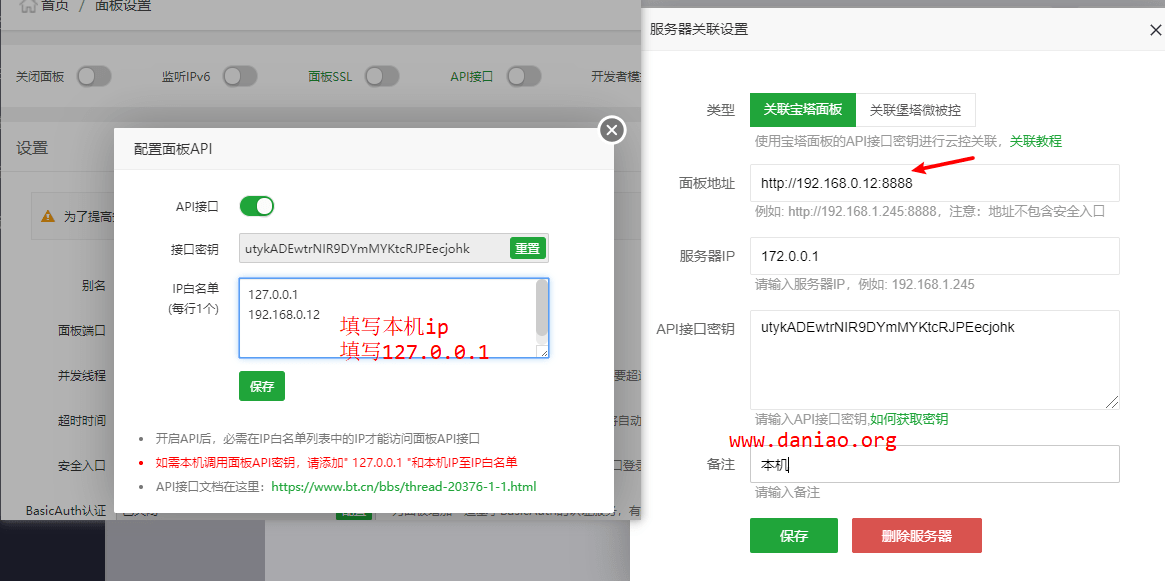 首页 / 面板设置
关闭面板
监听IPv6
面板SSL
API接口
开发者模
设置
为了提高
别名
面板端口
并发线程
超时时间
安全入口
BasicAuth认证
配置面板API
API接口
接口密钥
utykADEwtrNIR9DYmMYKtcRJPEecjohk
重置
IP白名单
(每行1个)
127.0.0.1
192.168.0.12
填写本机ip
填写127.0.0.1
保存
开启API后，必需在IP白名单列表中的IP才能访问面板API接口
如需本机调用面板API密钥，请添加" 127.0.0.1 "和本机IP至IP白名单
API接口文档在这里：https://www.bt.cn/bbs/thread-20376-1-1.html
服务器关联设置
类型
关联宝塔面板
关联堡塔微被控
使用宝塔面板的API接口密钥进行云控关联，关联教程
面板地址
http://192.168.0.12:8888
例如: http://192.168.1.245:8888，注意：地址不包含安全入口
服务器IP
172.0.0.1
请输入服务器IP，例如: 192.168.1.245
API接口密钥
utykADEwtrNIR9DYmMYKtcRJPEecjohk
请输入API接口密钥,如何获取密钥
www.daniao.org
备注
本机
请输入备注
保存
删除服务器